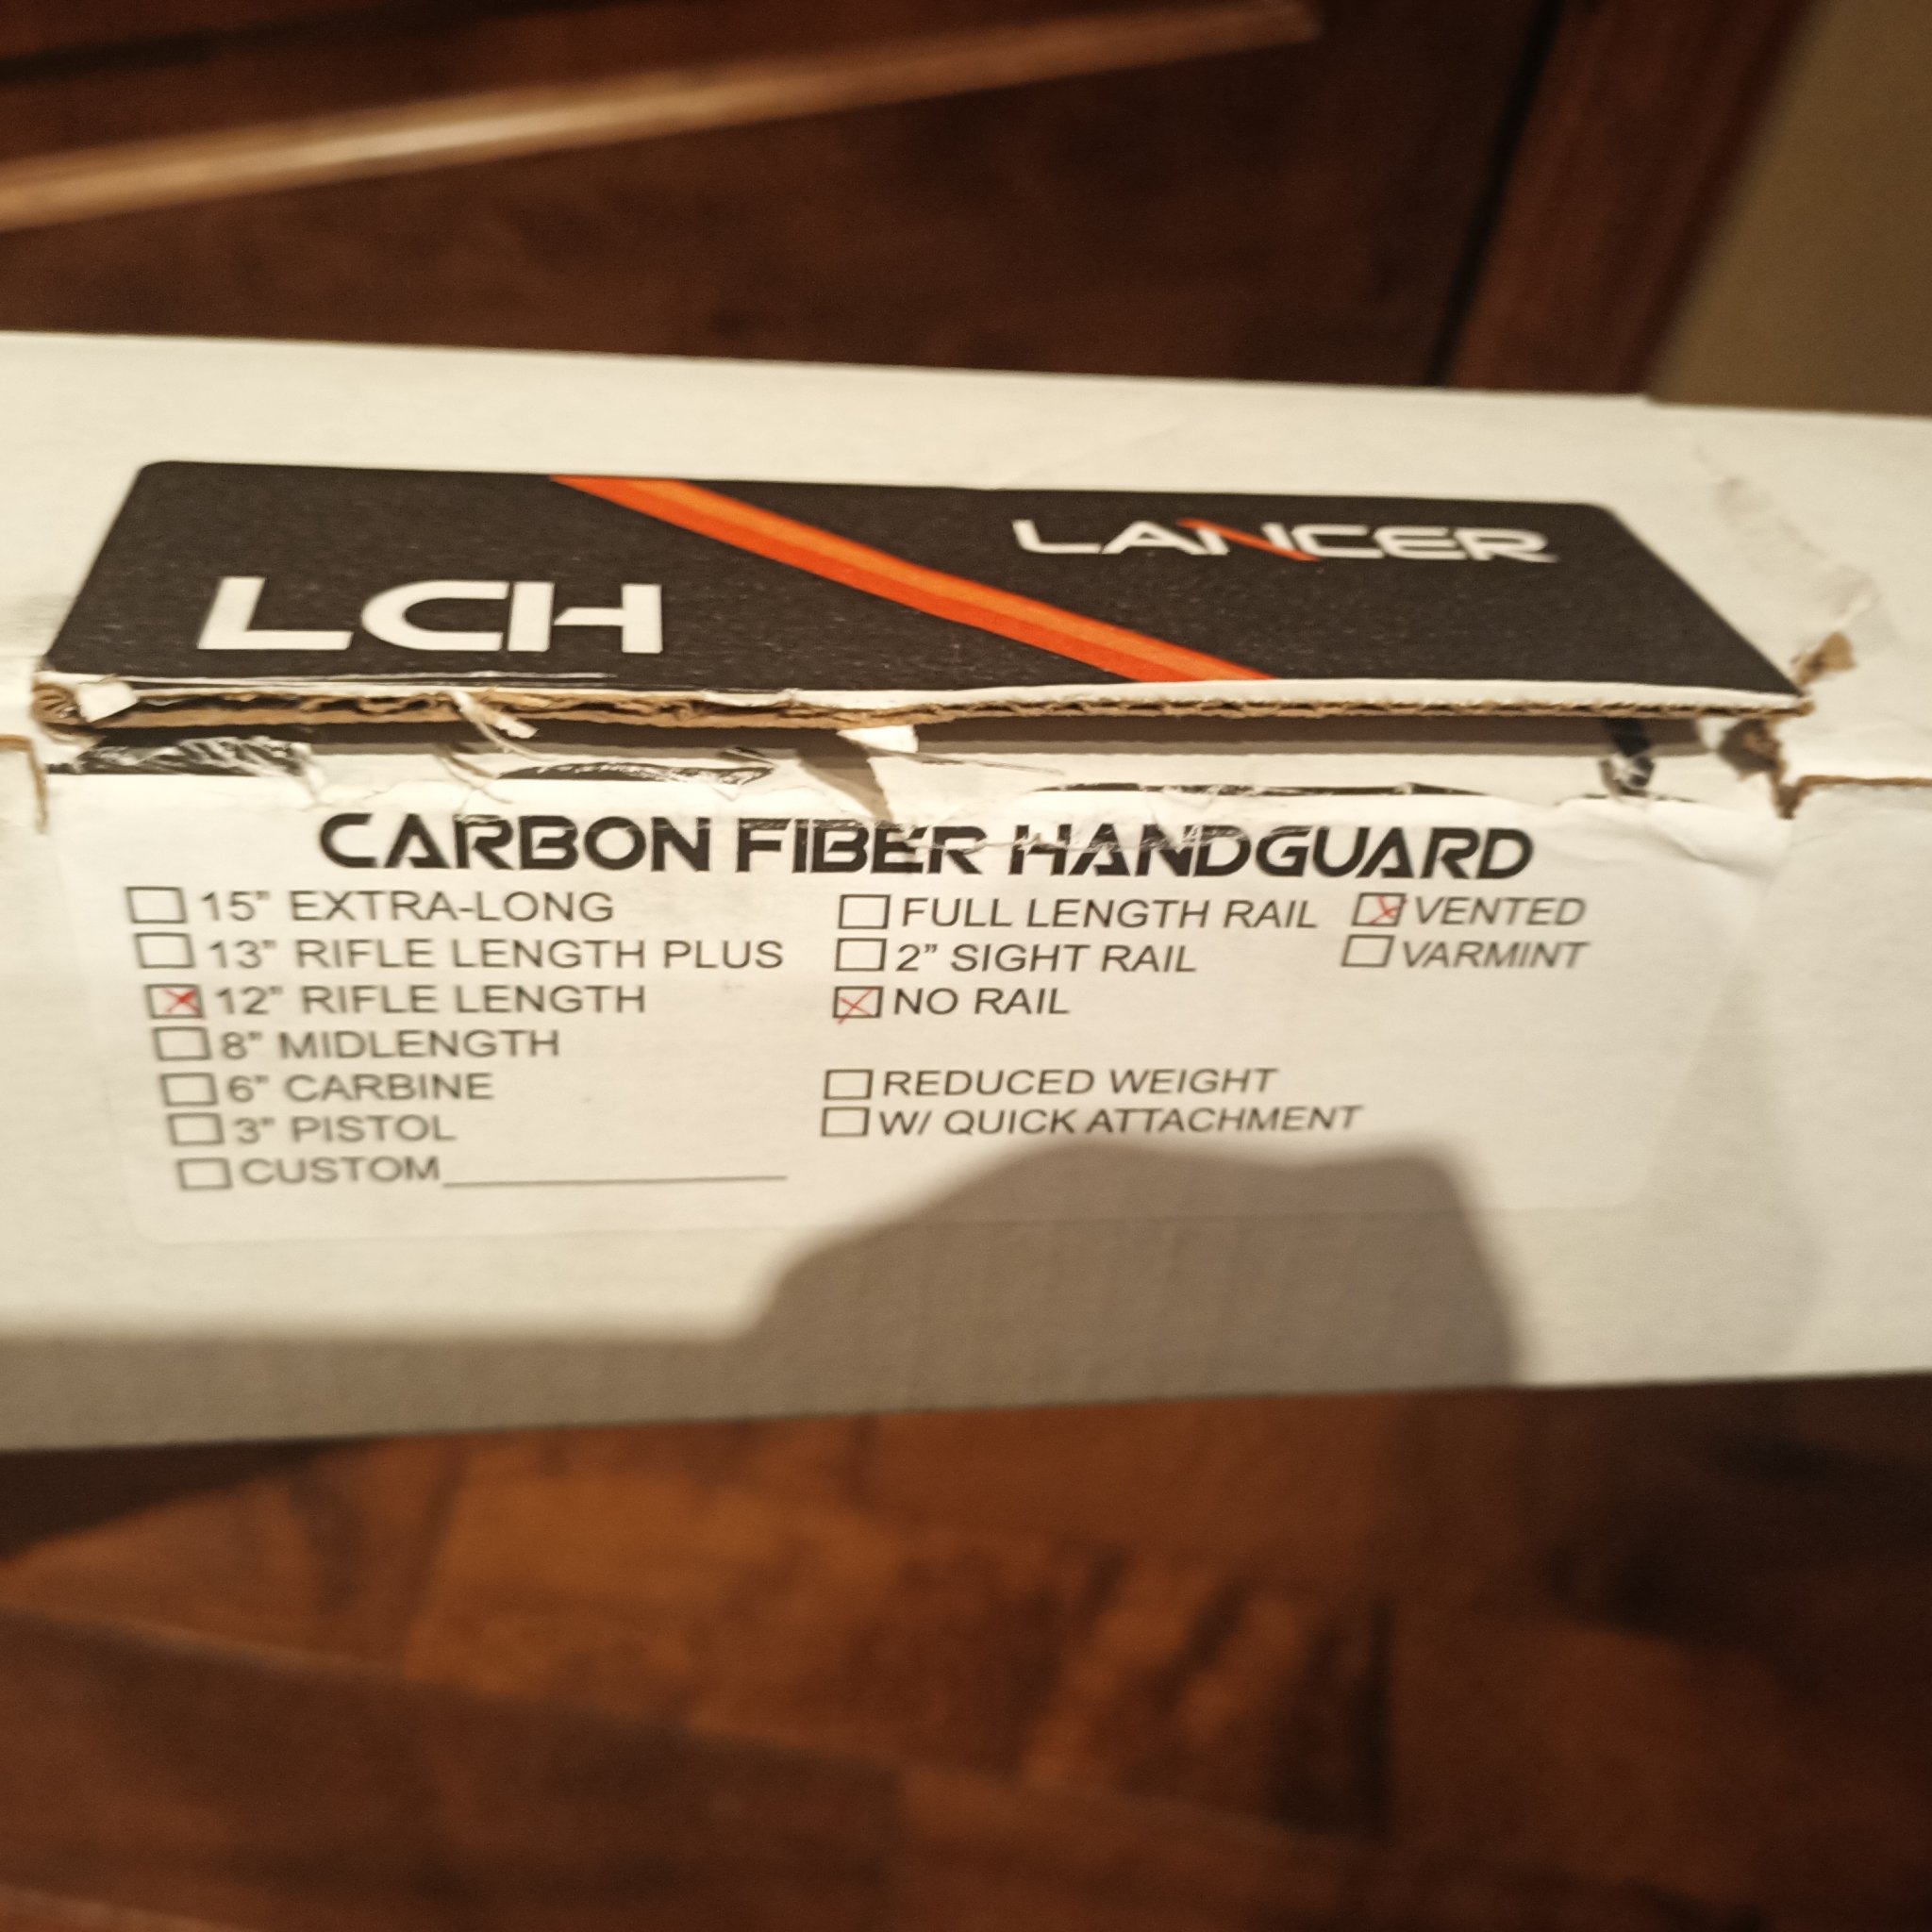 LANCER
LCH
CARBON FIBER HANDGUARD
15" EXTRA-LONG
13" RIFLE LENGTH PLUS
12" RIFLE LENGTH
8" MIDLENGTH
6" CARBINE
3" PISTOL
CUSTOM
FULL LENGTH RAIL
2" SIGHT RAIL
NO RAIL
REDUCED WEIGHT
W/ QUICK ATTACHMENT
VENTED
VARMINT